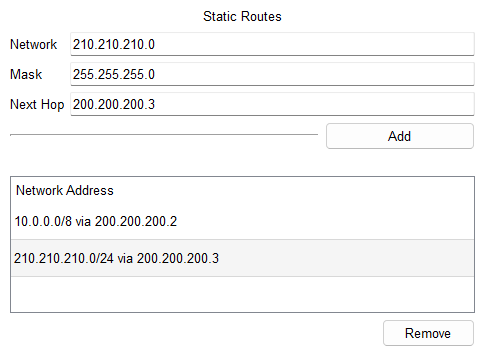 Static Routes
Network 210.210.210.0
Mask 255.255.255.0
Next Hop 200.200.200.3
Add
Network Address
10.0.0.0/8 via 200.200.200.2
210.210.210.0/24 via 200.200.200.3
Remove